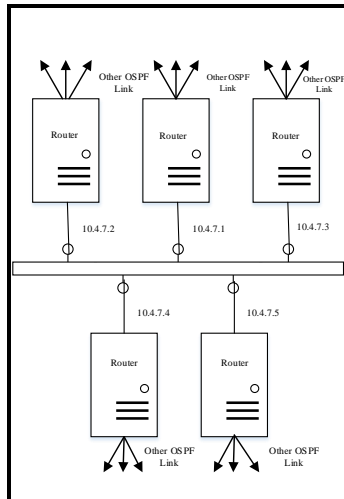 Other OSPF
Link
Other OSPF
Link
Other OSPF
Link
Router
Router
Router
10.4.7.2
10.4.7.1
10.4.7.3
10.4.7.4
10.4.7.5
Router
Router
Other OSPF
Link
Other OSPF
Link